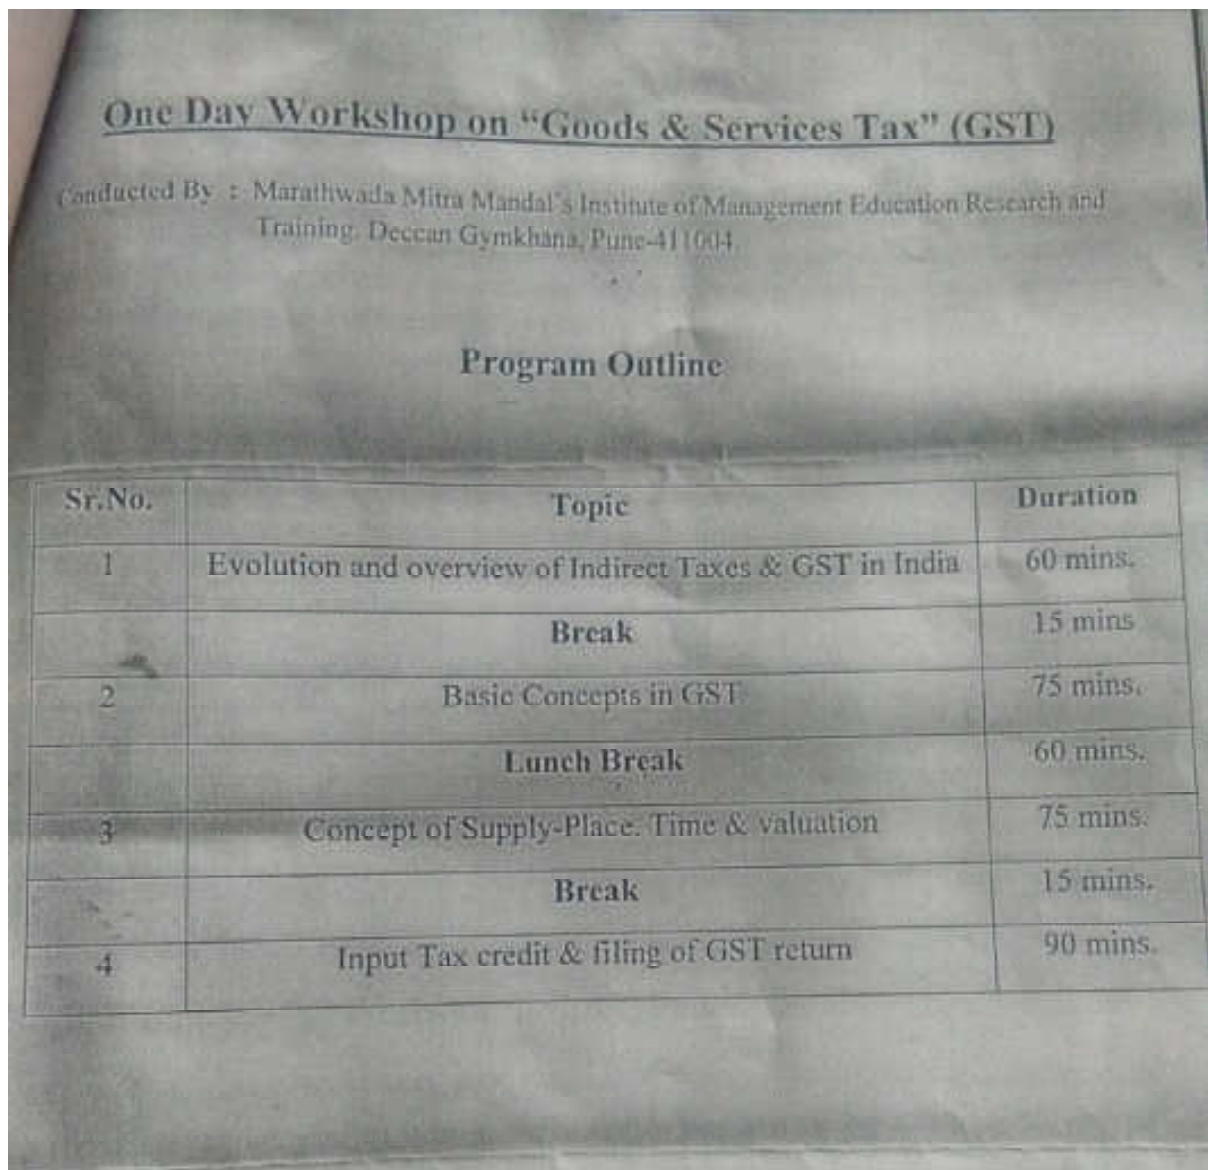 One Day Workshop on “Goods & Services Tax” (GST)
Conducted By : Marathwada Mitra Mandal's Institute of Management Education Research and
Training. Deccan Gymkhana, Pune-411004.
Program Outline
Sr.No. Topic Duration
1 Evolution and overview of Indirect Taxes & GST in India 60 mins.
Break 15 mins
2 Basic Concepts in GST 75 mins.
Lunch Break 60 mins.
3 Concept of Supply-Place. Time & valuation 75 mins.
Break 15 mins.
4 Input Tax credit & filing of GST return 90 mins.